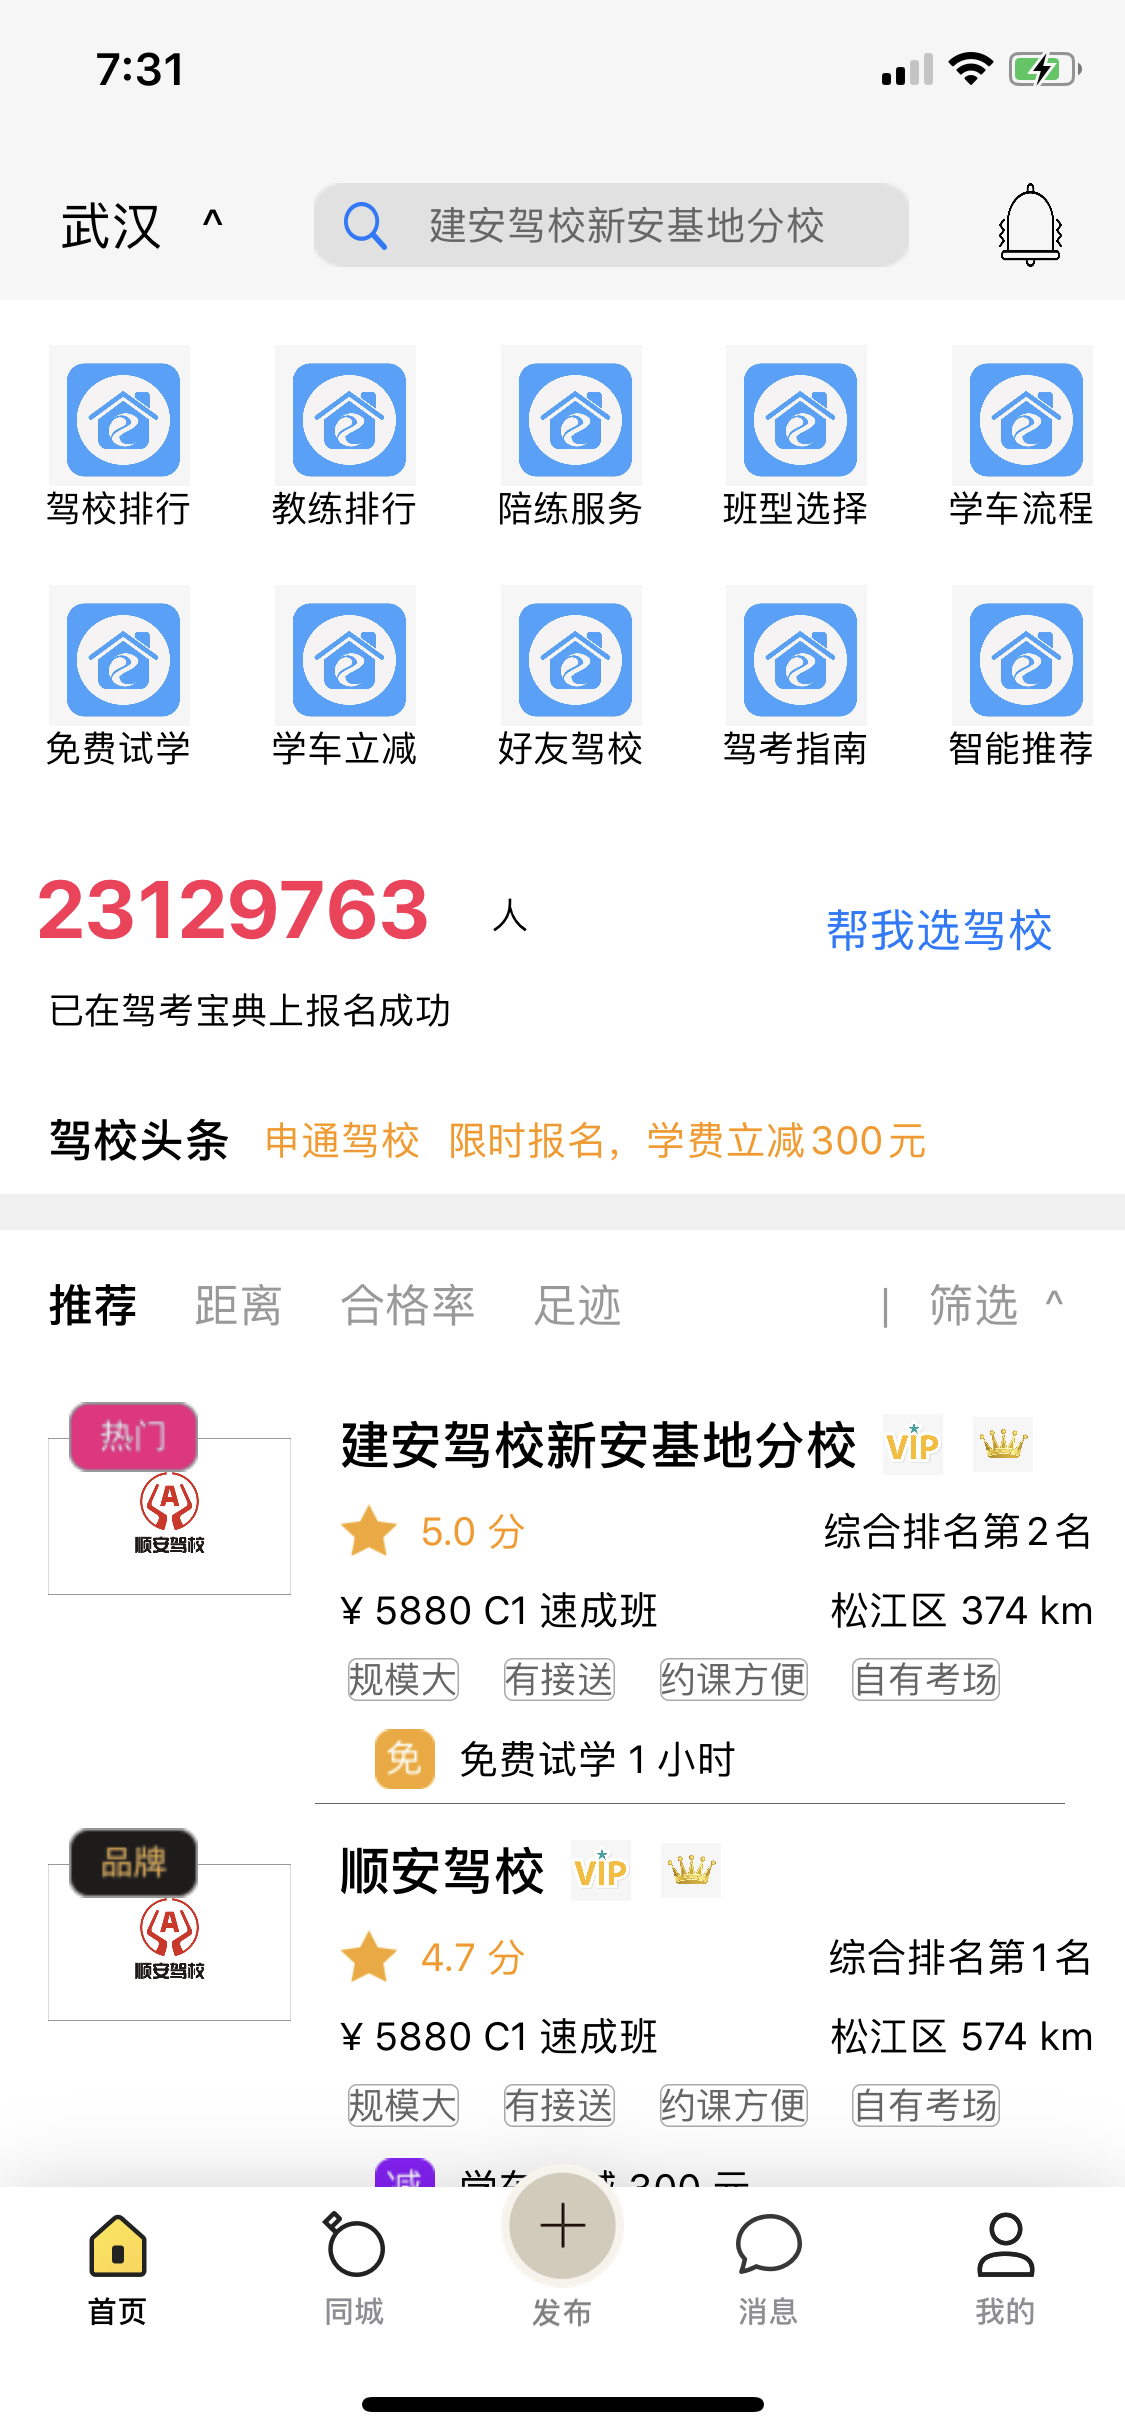 7:31
武汉 ^ 建安驾校新安基地分校
驾校排行 教练排行 陪练服务 班型选择 学车流程
免费试学 学车立减 好友驾校 驾考指南 智能推荐
23129763 人 帮我选驾校
已在驾考宝典上报名成功
驾校头条 申通驾校 限时报名，学费立减300元
推荐 距离 合格率 足迹 | 筛选 ^
热门
A
顺安驾校
建安驾校新安基地分校 VIP
5.0 分 综合排名第2名
¥ 5880 C1 速成班 松江区 374 km
规模大 有接送 约课方便 自有考场
免 免费试学 1 小时
品牌
A
顺安驾校
顺安驾校 VIP
4.7 分 综合排名第1名
¥ 5880 C1 速成班 松江区 574 km
规模大 有接送 约课方便 自有考场
减 学车 300 元
首页 同城 发布 消息 我的